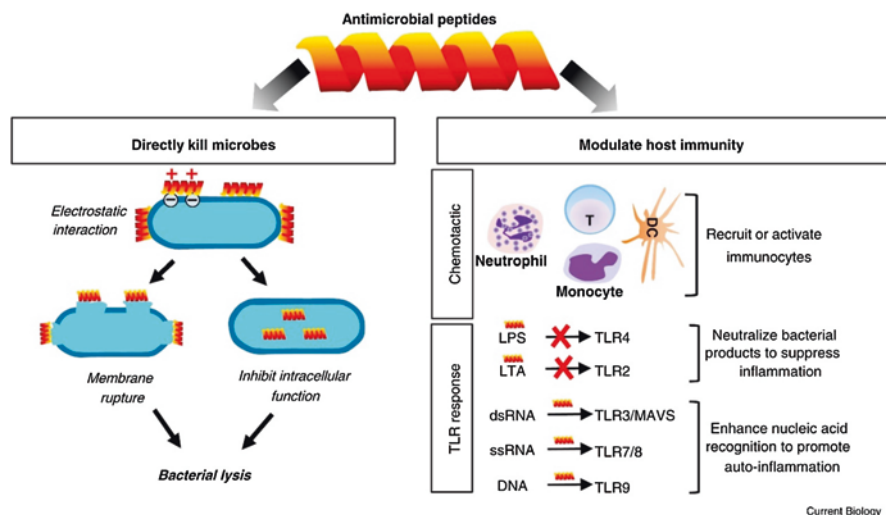 Antimicrobial peptides
Directly kill microbes
Electrostatic
interaction
+ +
− −
Membrane
rupture
Inhibit intracellular
function
Bacterial lysis
Modulate host immunity
Chemotactic
Neutrophil
T
Monocyte
DC
Recruit or activate
immunocytes
TLR response
LPS TLR4
LTA TLR2
Neutralize bacterial
products to suppress
inflammation
dsRNA TLR3/MAVS
ssRNA TLR7/8
DNA TLR9
Enhance nucleic acid
recognition to promote
auto-inflammation
Current Biology